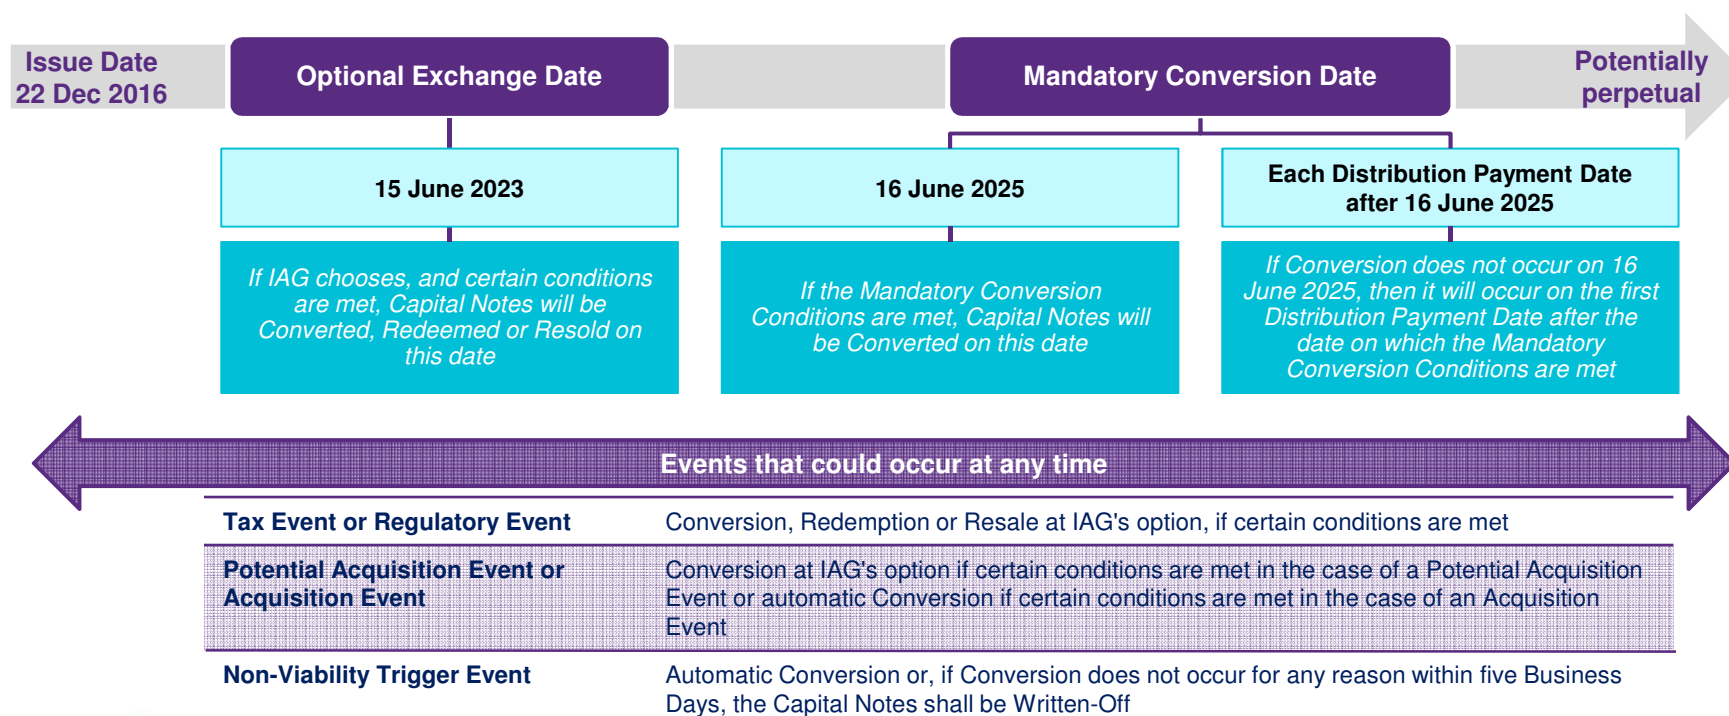 Issue Date
22 Dec 2016
Optional Exchange Date
Mandatory Conversion Date
Potentially
perpetual
15 June 2023
16 June 2025
Each Distribution Payment Date
after 16 June 2025
If IAG chooses, and certain conditions
are met, Capital Notes will be
Converted, Redeemed or Resold on
this date
If the Mandatory Conversion
Conditions are met, Capital Notes will
be Converted on this date
If Conversion does not occur on 16
June 2025, then it will occur on the first
Distribution Payment Date after the
date on which the Mandatory
Conversion Conditions are met
Events that could occur at any time
Tax Event or Regulatory Event
Conversion, Redemption or Resale at IAG's option, if certain conditions are met
Potential Acquisition Event or
Acquisition Event
Conversion at IAG's option if certain conditions are met in the case of a Potential Acquisition
Event or automatic Conversion if certain conditions are met in the case of an Acquisition
Event
Non-Viability Trigger Event
Automatic Conversion or, if Conversion does not occur for any reason within five Business
Days, the Capital Notes shall be Written-Off